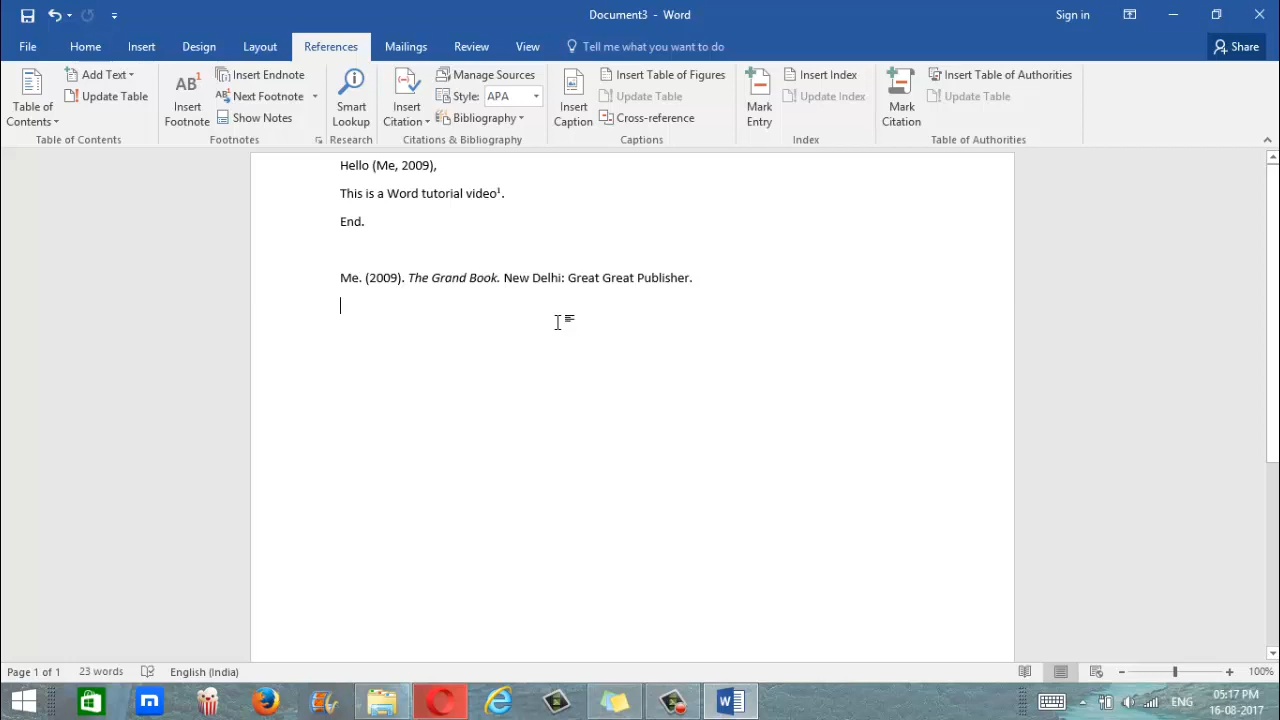 Document3 - Word
Sign in
File Home Insert Design Layout References Mailings Review View Tell me what you want to do Share
Table of Contents
Add Text
Update Table
Table of Contents
AB¹
Insert Footnote
Insert Endnote
Next Footnote
Show Notes
Footnotes
Smart Lookup
Research
Insert Citation
Manage Sources
Style: APA
Bibliography
Citations & Bibliography
Insert Caption
Insert Table of Figures
Update Table
Cross-reference
Captions
Mark Entry
Insert Index
Update Index
Index
Mark Citation
Insert Table of Authorities
Update Table
Table of Authorities
Hello (Me, 2009),
This is a Word tutorial video¹.
End.
Me. (2009). The Grand Book. New Delhi: Great Great Publisher.
Page 1 of 1 23 words English (India) 100%
ENG
05:17 PM
16-08-2017